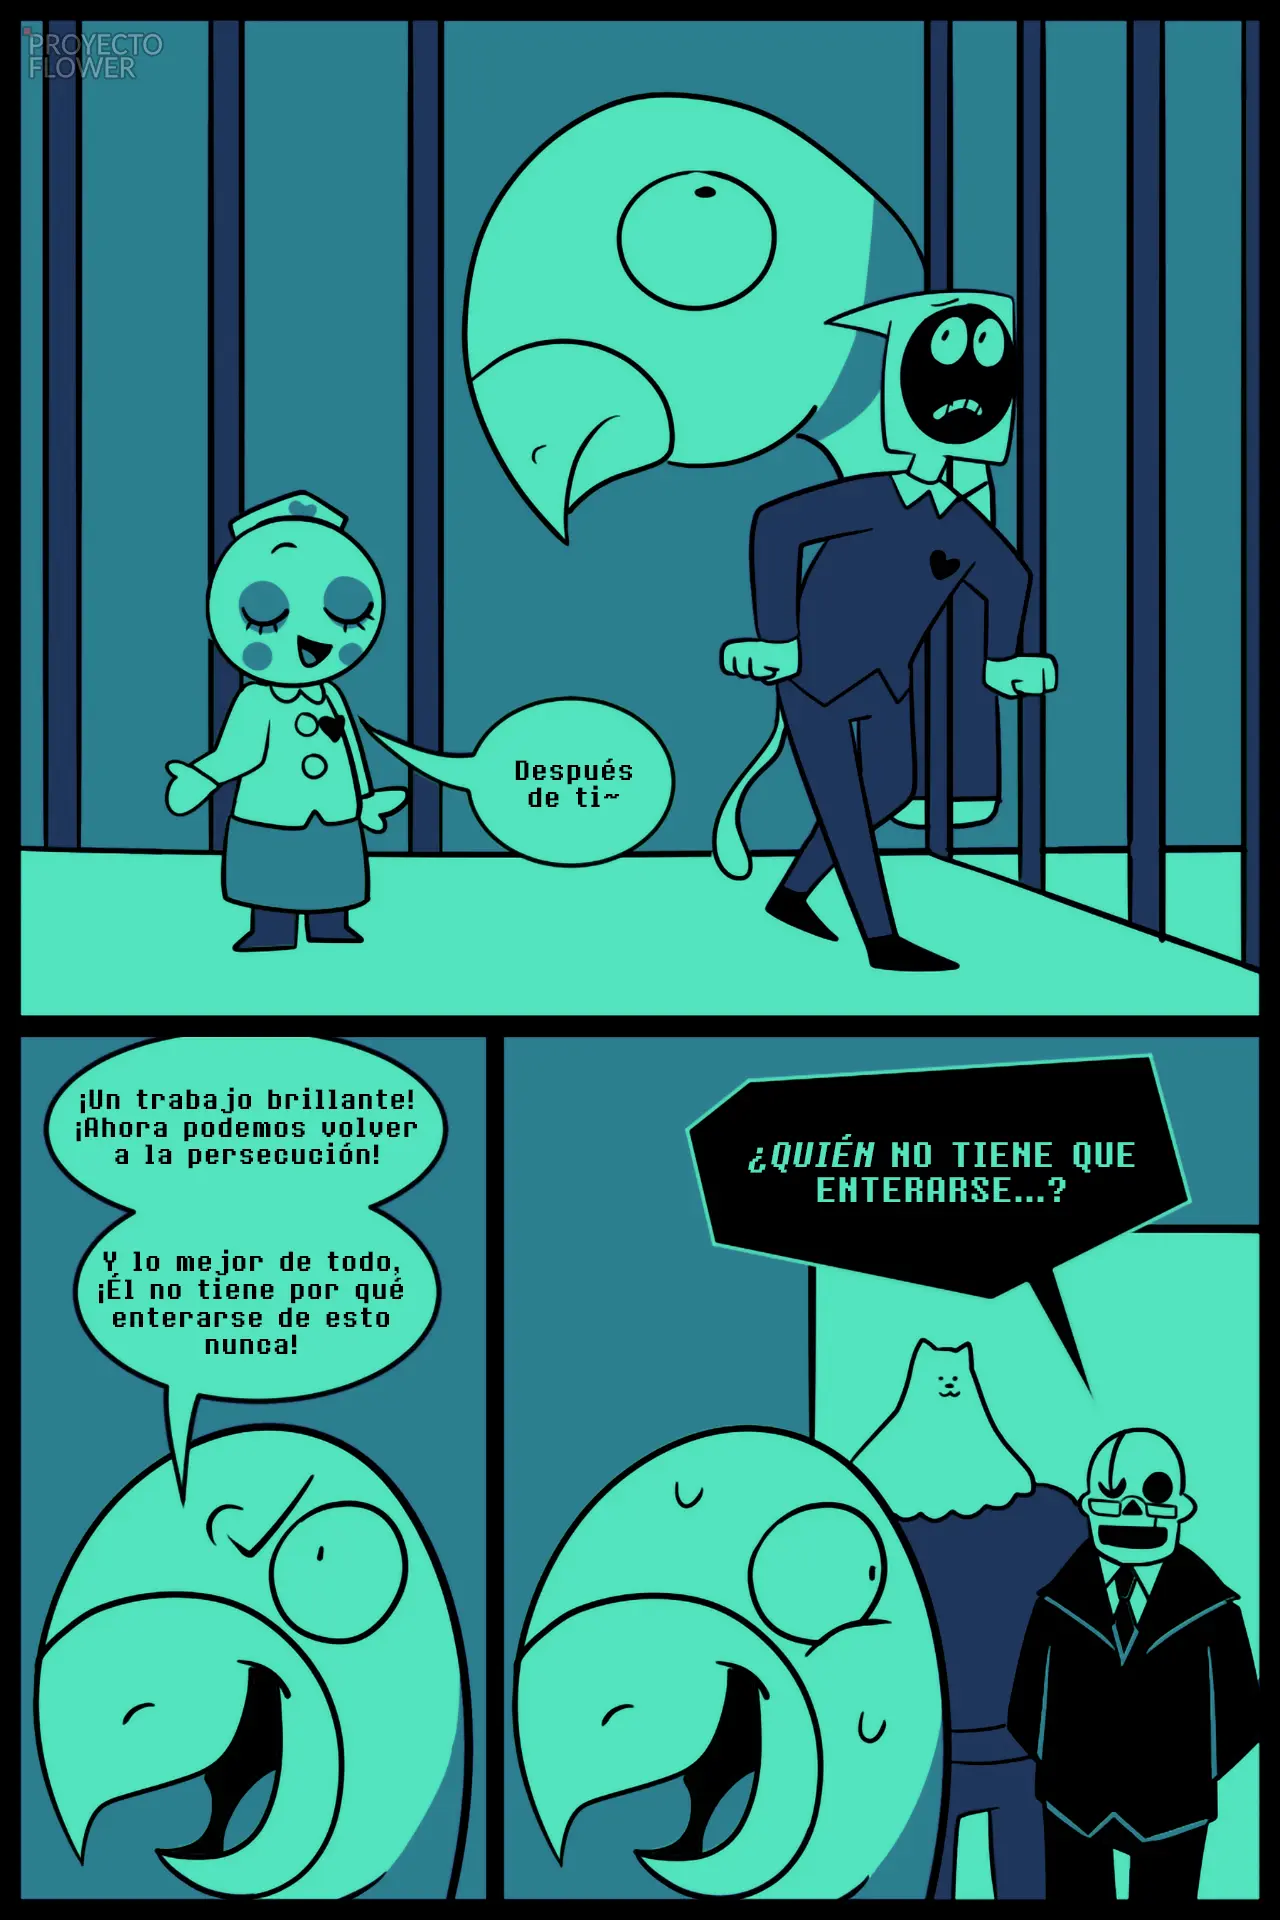 PROYECTO
FLOWER
Después
de ti~
¡Un trabajo brillante!
¡Ahora podemos volver
a la persecución!
Y lo mejor de todo,
¡Él no tiene por qué
enterarse de esto
nunca!
¿QUIÉN NO TIENE QUE
ENTERARSE...?